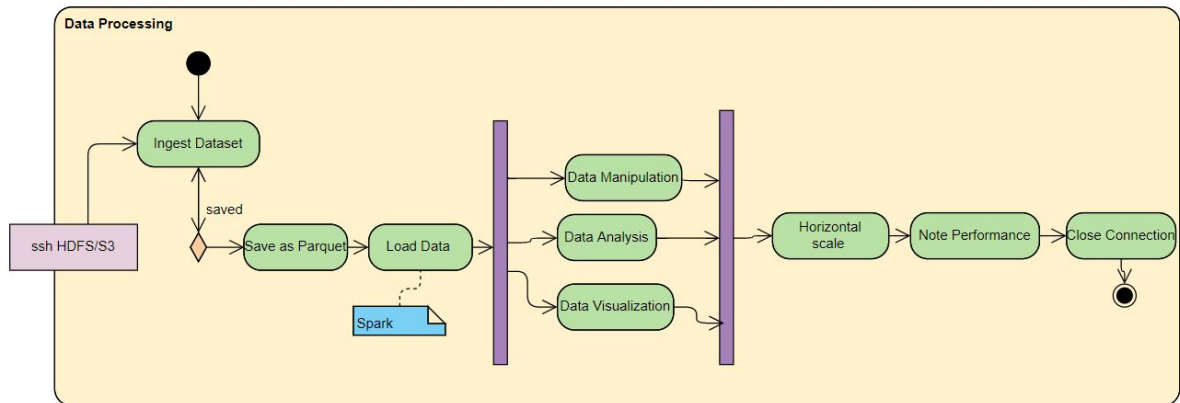 Data Processing
Ingest Dataset
saved
ssh HDFS/S3
Save as Parquet
Load Data
Spark
Data Manipulation
Data Analysis
Data Visualization
Horizontal
scale
Note Performance
Close Connection